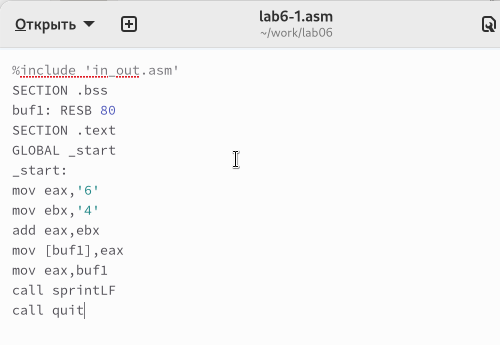 Открыть
lab6-1.asm
~/work/lab06
%include 'in_out.asm'
SECTION .bss
buf1: RESB 80
SECTION .text
GLOBAL _start
_start:
mov eax,'6'
mov ebx,'4'
add eax,ebx
mov [buf1],eax
mov eax,buf1
call sprintLF
call quit